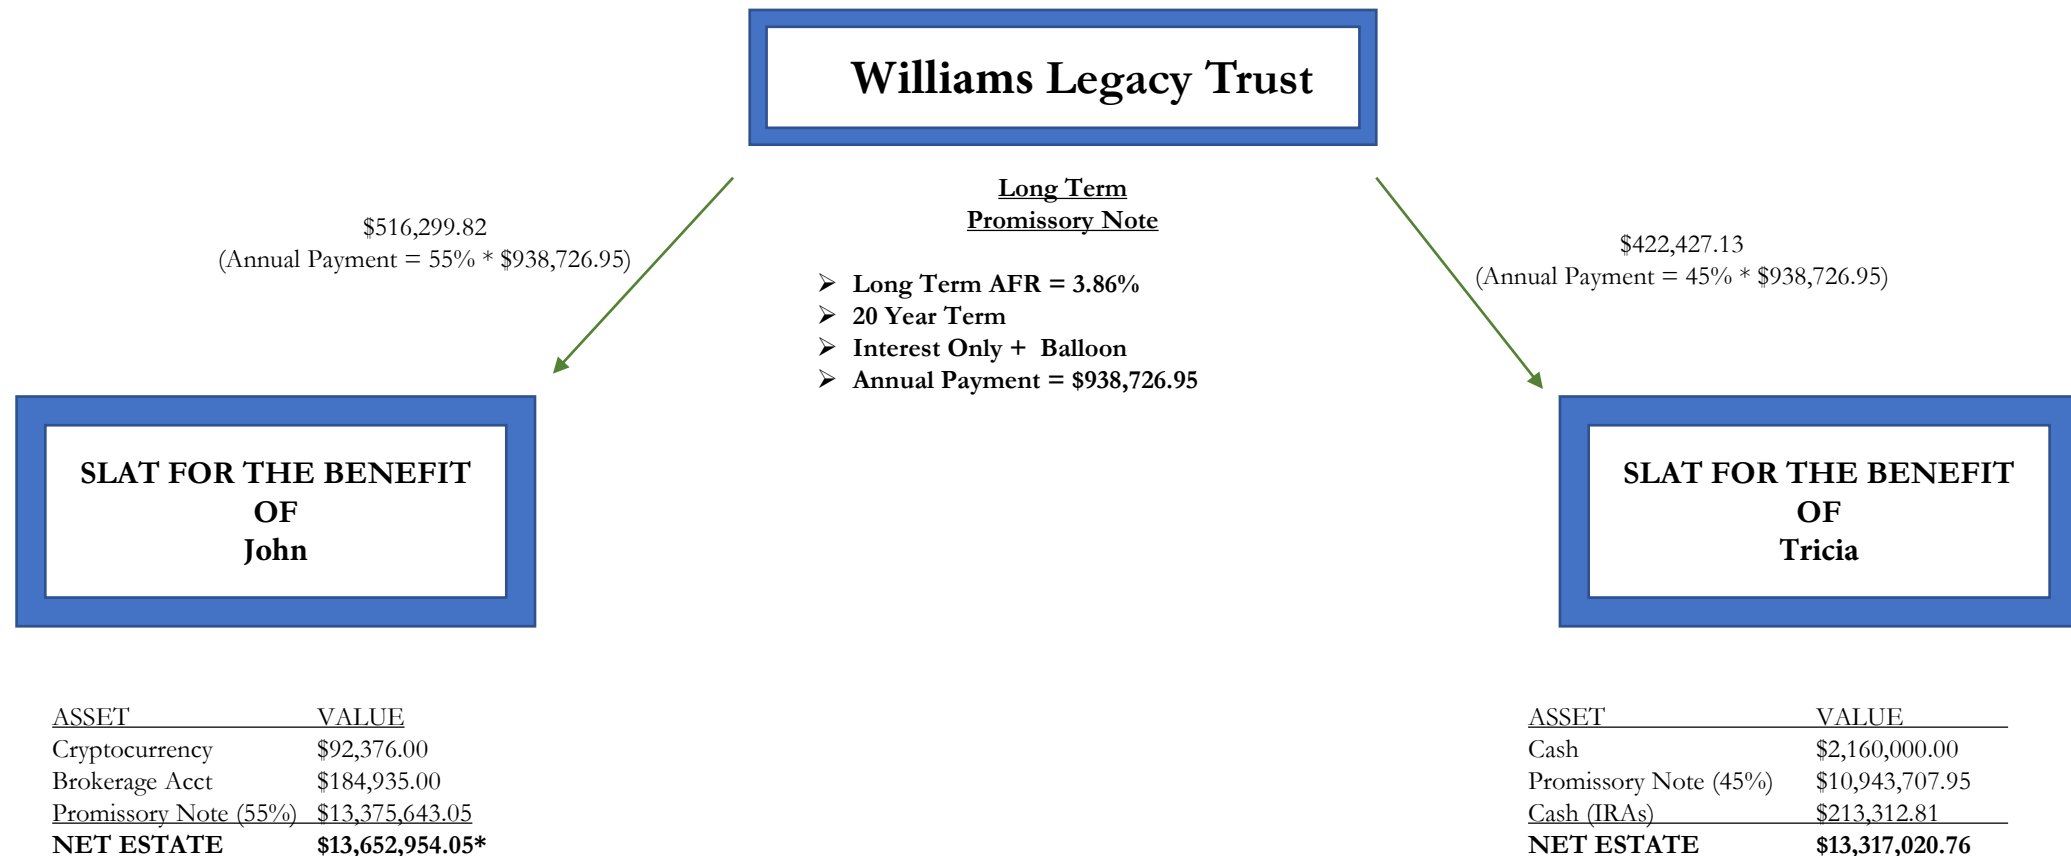 Williams Legacy Trust
Long Term
Promissory Note
$516,299.82
(Annual Payment = 55% * $938,726.95)
$422,427.13
(Annual Payment = 45% * $938,726.95)
➢ Long Term AFR = 3.86%
➢ 20 Year Term
➢ Interest Only + Balloon
➢ Annual Payment = $938,726.95
SLAT FOR THE BENEFIT
OF
John
SLAT FOR THE BENEFIT
OF
Tricia
ASSET VALUE
Cryptocurrency $92,376.00
Brokerage Acct $184,935.00
Promissory Note (55%) $13,375,643.05
NET ESTATE $13,652,954.05*
ASSET VALUE
Cash $2,160,000.00
Promissory Note (45%) $10,943,707.95
Cash (IRAs) $213,312.81
NET ESTATE $13,317,020.76